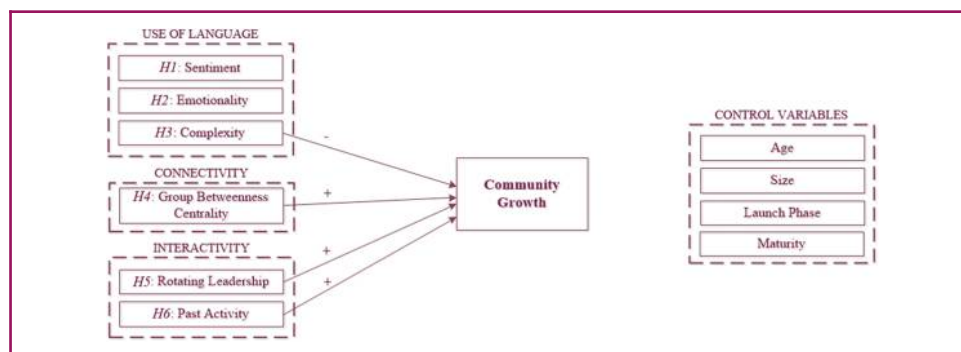 USE OF LANGUAGE
H1: Sentiment
H2: Emotionality
H3: Complexity
CONNECTIVITY
H4: Group Betweenness
Centrality
INTERACTIVITY
H5: Rotating Leadership
H6: Past Activity
-
+
+
+
Community
Growth
CONTROL VARIABLES
Age
Size
Launch Phase
Maturity